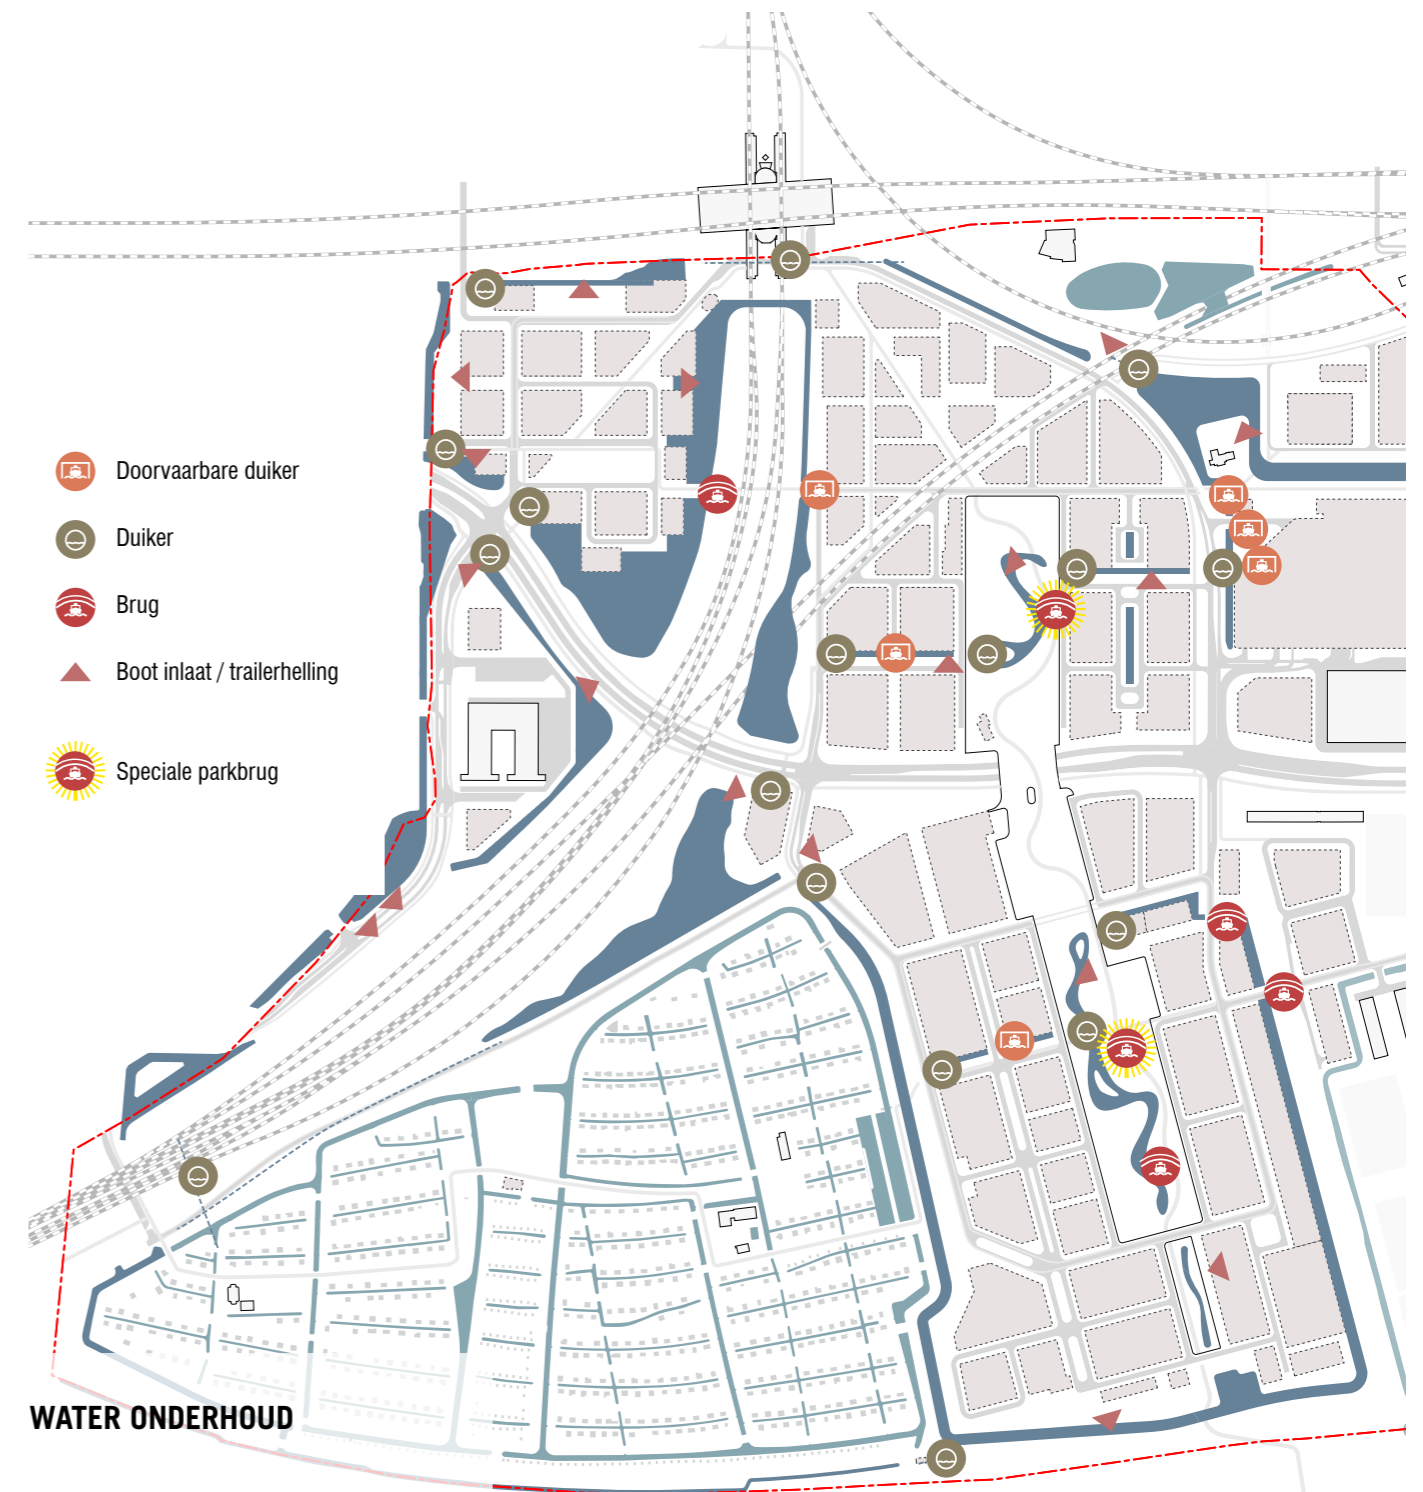 Doorvaarbare duiker
Duiker
Brug
Boot inlaat / trailerhelling
Speciale parkbrug
WATER ONDERHOUD